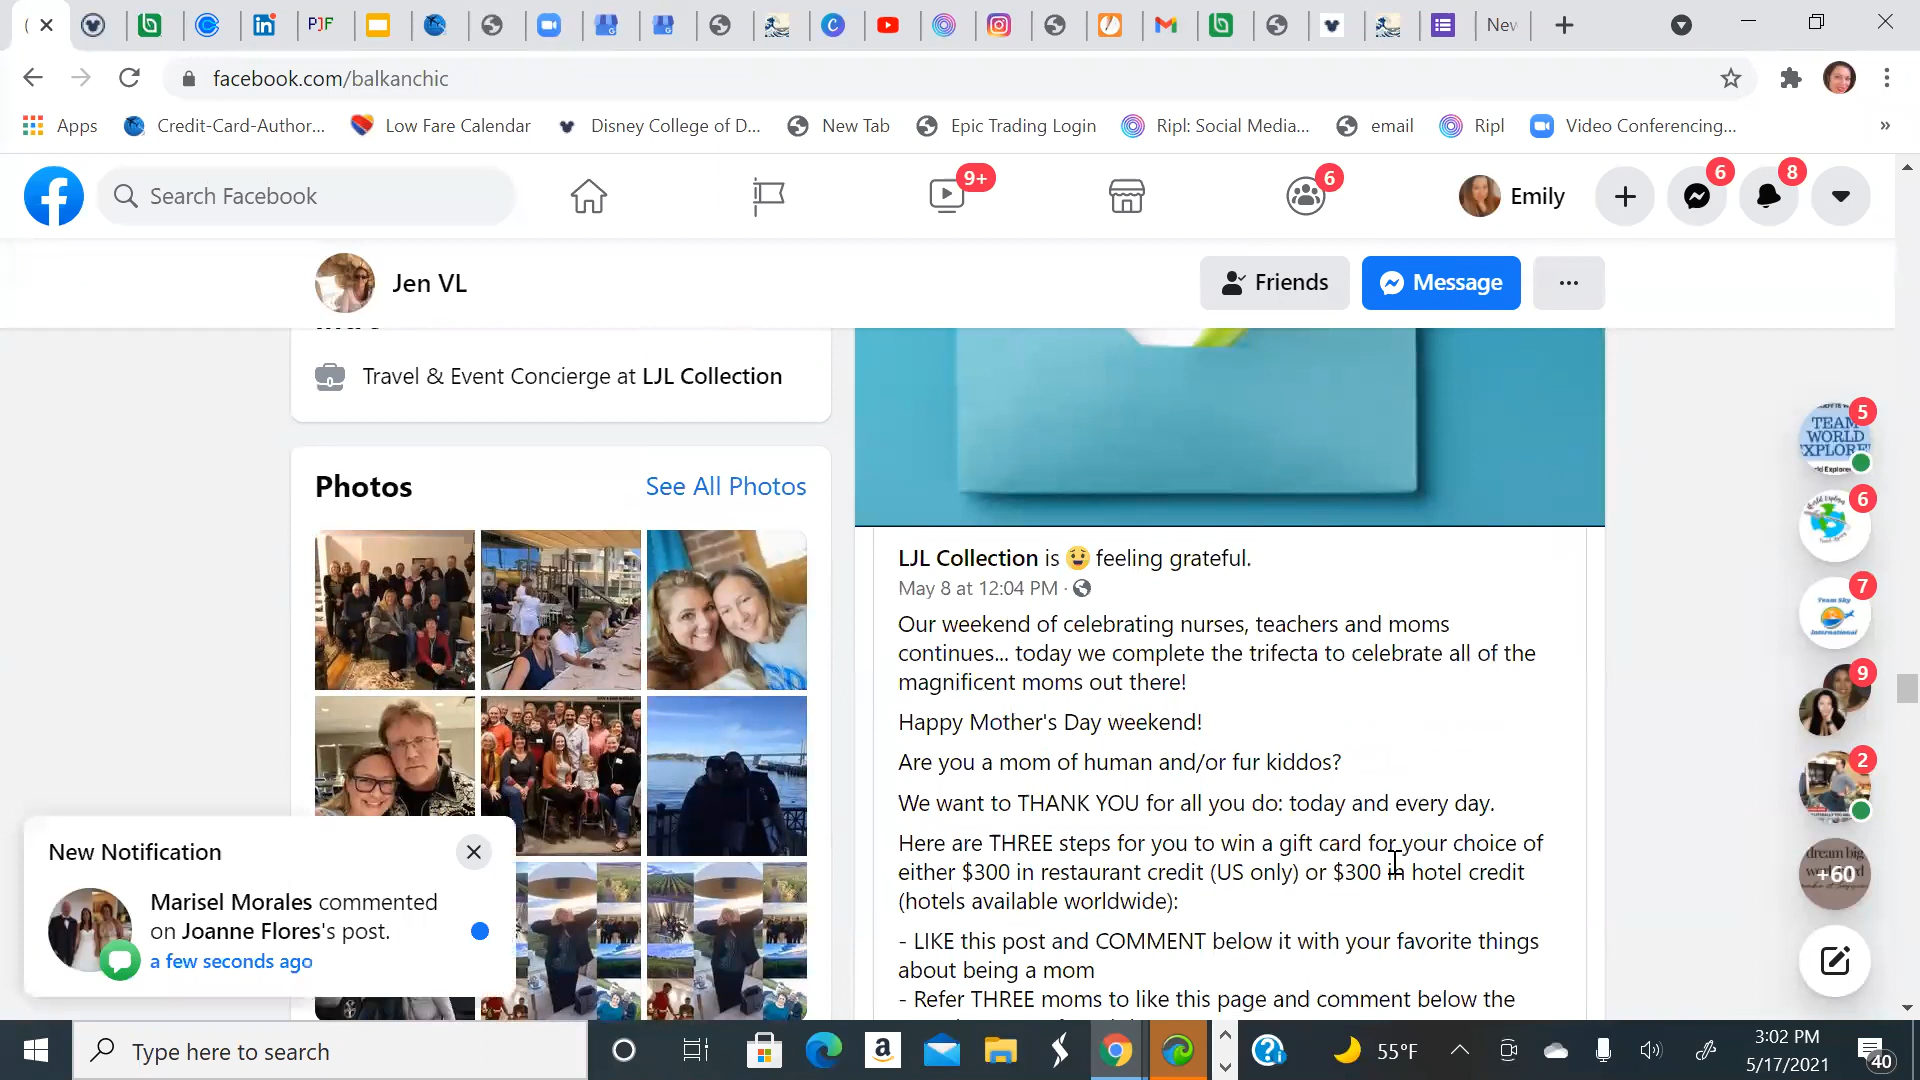 (
PJF
New
facebook.com/balkanchic
Apps
Credit-Card-Author...
Low Fare Calendar
Disney College of D...
New Tab
Epic Trading Login
Ripl: Social Media...
email
Ripl
Video Conferencing...
»
Search Facebook
9+
6
Emily
6
8
Jen VL
Friends
Message
Travel & Event Concierge at LJL Collection
Photos
See All Photos
LJL Collection is feeling grateful.
May 8 at 12:04 PM ·
Our weekend of celebrating nurses, teachers and moms
continues... today we complete the trifecta to celebrate all of the
magnificent moms out there!
Happy Mother's Day weekend!
Are you a mom of human and/or fur kiddos?
We want to THANK YOU for all you do: today and every day.
Here are THREE steps for you to win a gift card for your choice of
either $300 in restaurant credit (US only) or $300 in hotel credit
(hotels available worldwide):
- LIKE this post and COMMENT below it with your favorite things
about being a mom
- Refer THREE moms to like this page and comment below the
5
TEAM
WORLD
EXPLORE
6
7
Team Sky
International
9
2
dream big
+60
New Notification
Marisel Morales commented
on Joanne Flores's post.
a few seconds ago
Type here to search
55°F
3:02 PM
5/17/2021
40